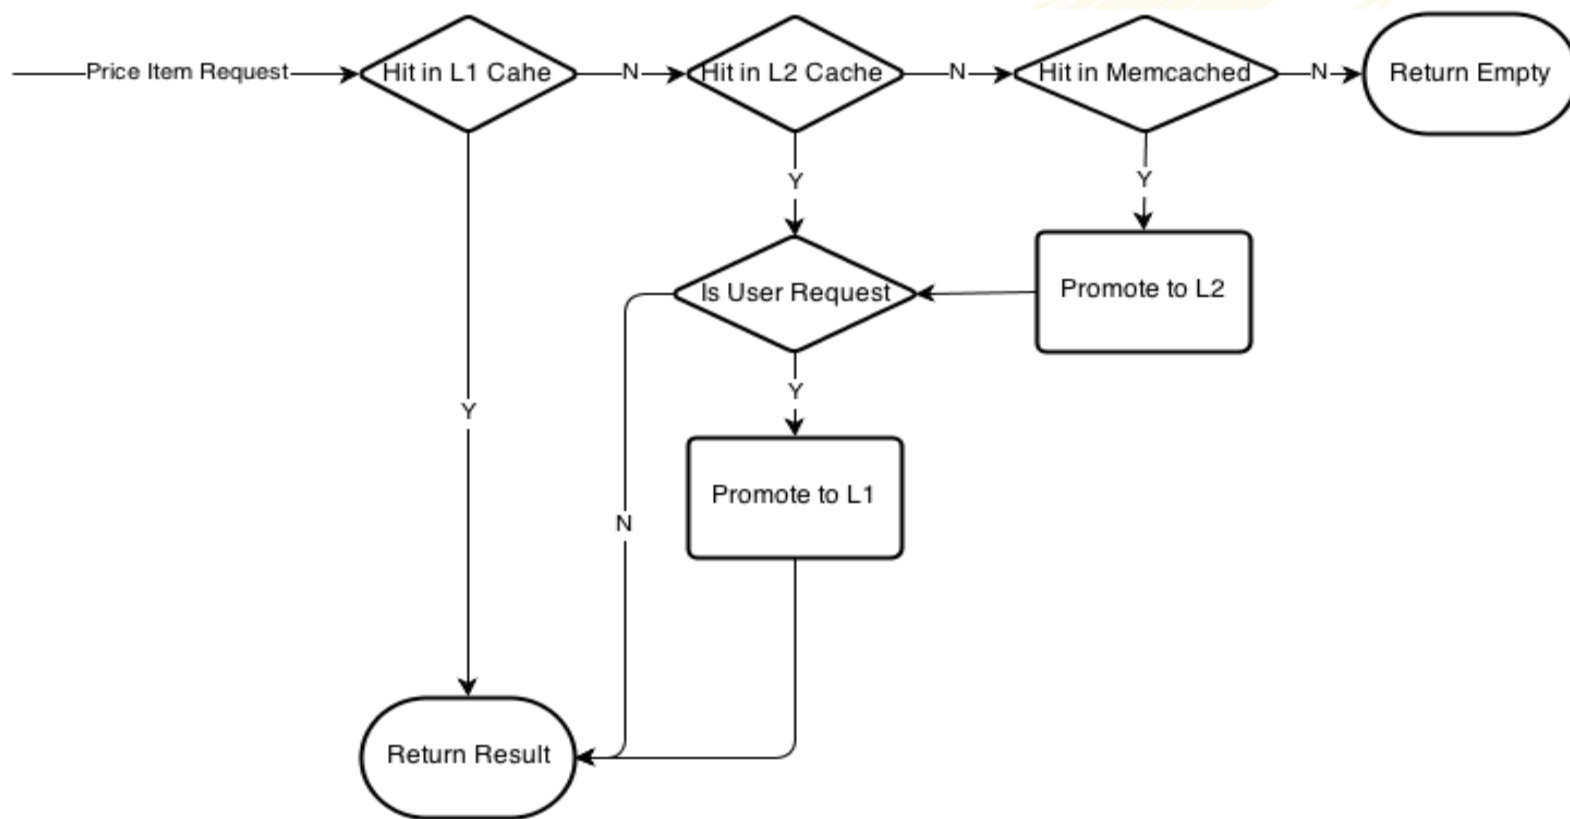 Price Item Request
Hit in L1 Cahe
N
Hit in L2 Cache
N
Hit in Memcached
N
Return Empty
Y
Y
Is User Request
Promote to L2
Y
Y
Promote to L1
N
Return Result